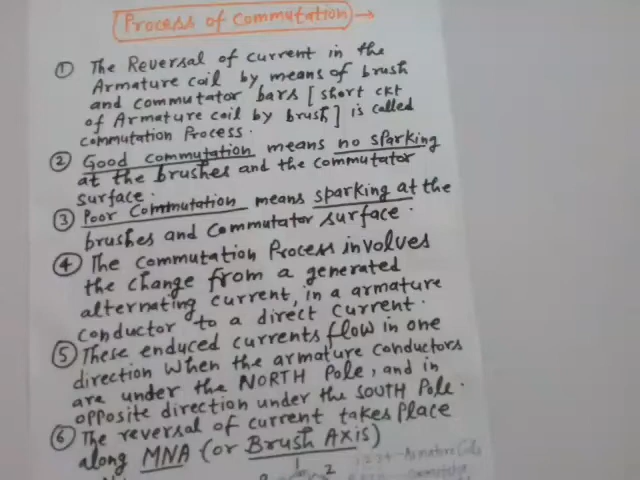 Process of Commutation →
① The Reversal of current in the
Armature coil by means of brush
and commutator bars [short ckt
of Armature coil by brush] is called
commutation Process.
② Good commutation means no sparking
at the brushes and the commutator
surface.
③ Poor Commutation means sparking at the
brushes and Commutator surface.
④ The commutation Process involves
the change from a generated
alternating current, in a armature
conductor to a direct current.
⑤ These enduced currents flow in one
direction when the armature conductors
are under the NORTH Pole, and in
opposite direction under the SOUTH Pole.
⑥ The reversal of current takes place
along MNA (or Brush Axis)
1 2
Armature Coils